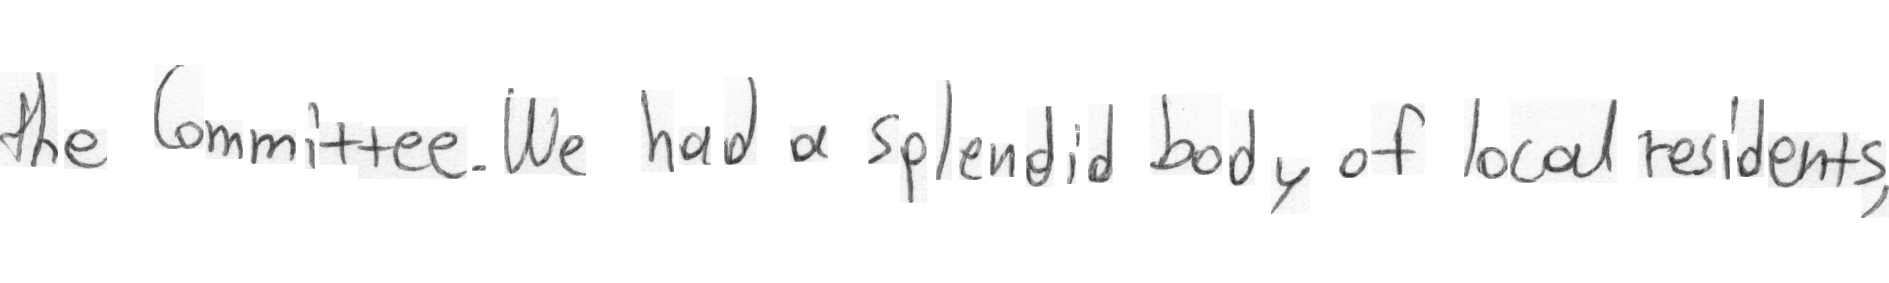 the Committee. We had a splendid body of local residents,